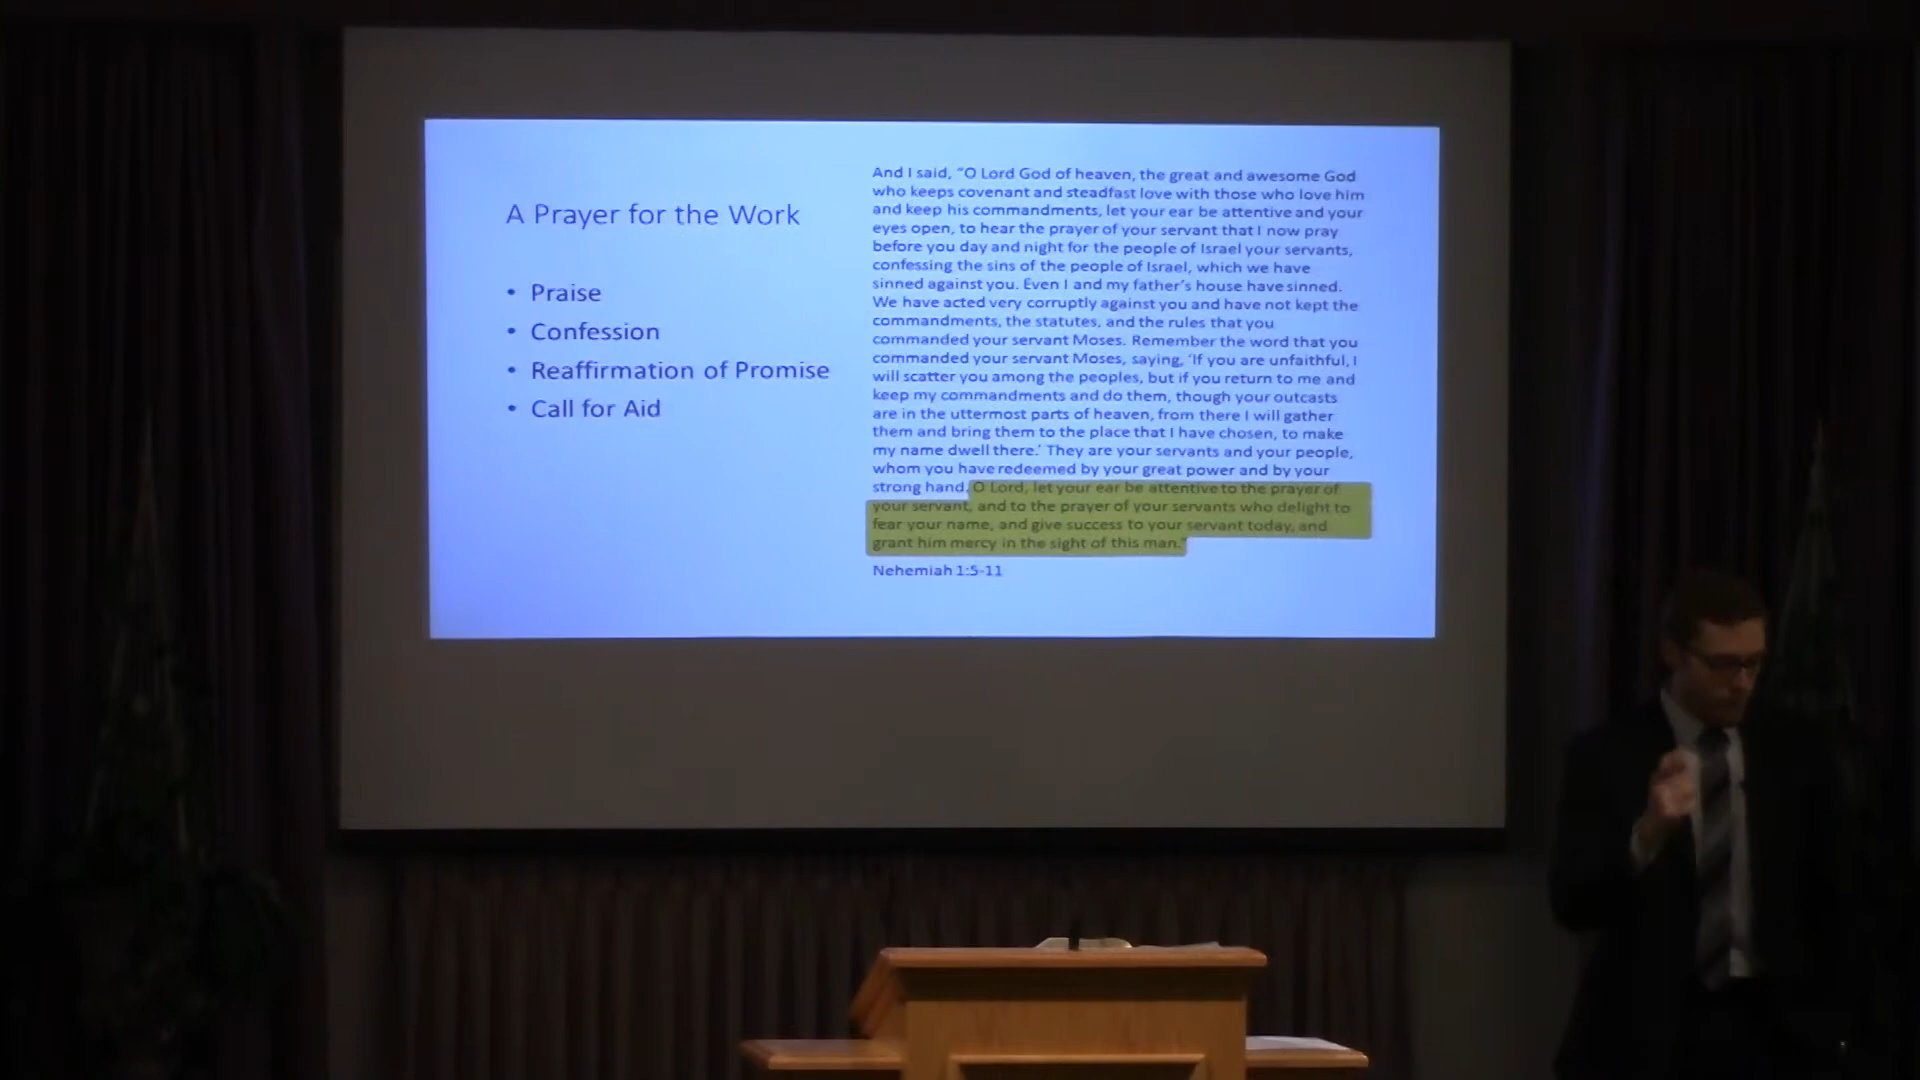 A Prayer for the Work
• Praise
• Confession
• Reaffirmation of Promise
• Call for Aid
And I said, “O Lord God of heaven, the great and awesome God
who keeps covenant and steadfast love with those who love him
and keep his commandments, let your ear be attentive and your
eyes open, to hear the prayer of your servant that I now pray
before you day and night for the people of Israel your servants,
confessing the sins of the people of Israel, which we have
sinned against you. Even I and my father’s house have sinned.
We have acted very corruptly against you and have not kept the
commandments, the statutes, and the rules that you
commanded your servant Moses. Remember the word that you
commanded your servant Moses, saying, ‘If you are unfaithful, I
will scatter you among the peoples, but if you return to me and
keep my commandments and do them, though your outcasts
are in the uttermost parts of heaven, from there I will gather
them and bring them to the place that I have chosen, to make
my name dwell there.’ They are your servants and your people,
whom you have redeemed by your great power and by your
strong hand. O Lord, let your ear be attentive to the prayer of
your servant, and to the prayer of your servants who delight to
fear your name, and give success to your servant today, and
grant him mercy in the sight of this man.”
Nehemiah 1:5-11